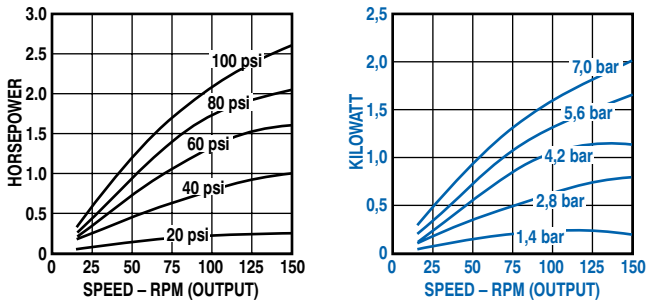 HORSEPOWER
3.0
2.5
2.0
1.5
1.0
0.5
0
100 psi
80 psi
60 psi
40 psi
20 psi
0 25 50 75 100 125 150
SPEED – RPM (OUTPUT)
KILOWATT
2,5
2,0
1,5
1,0
0,5
0
7,0 bar
5,6 bar
4,2 bar
2,8 bar
1,4 bar
0 25 50 75 100 125 150
SPEED – RPM (OUTPUT)